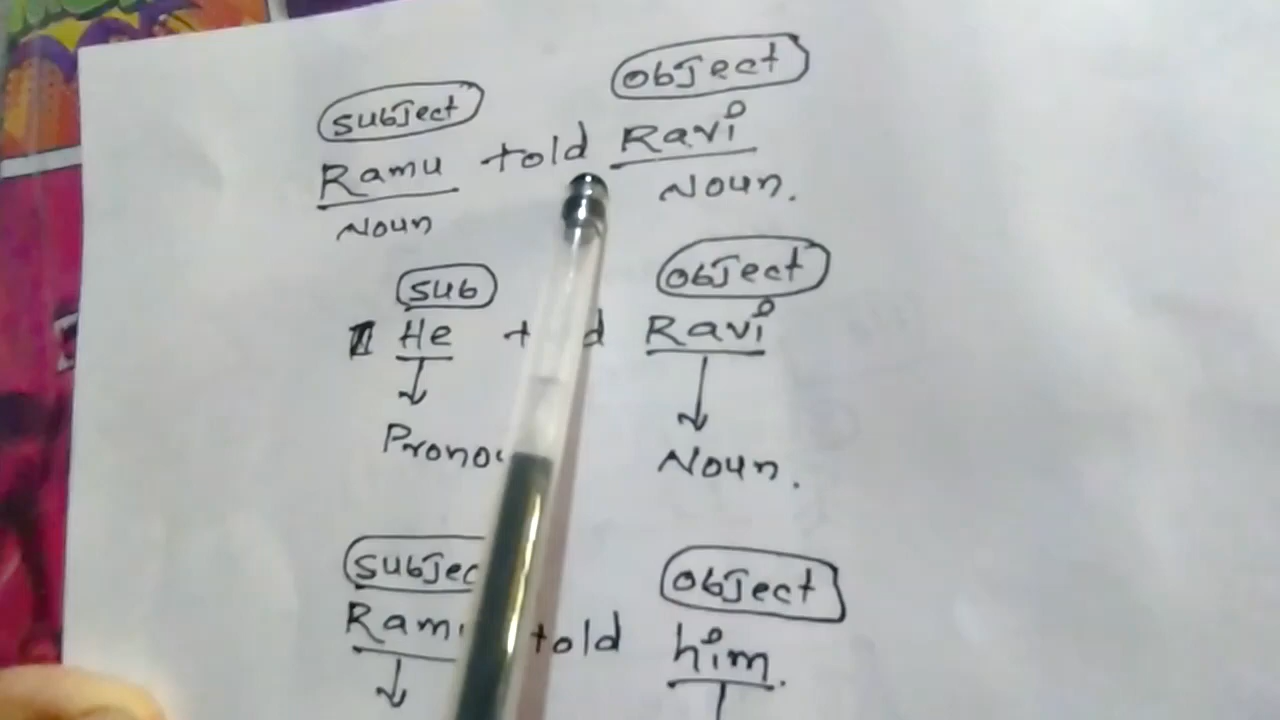 subject object
Ramu told Ravi
Noun Noun.
sub object
He Ravi
Noun.
object
told him.